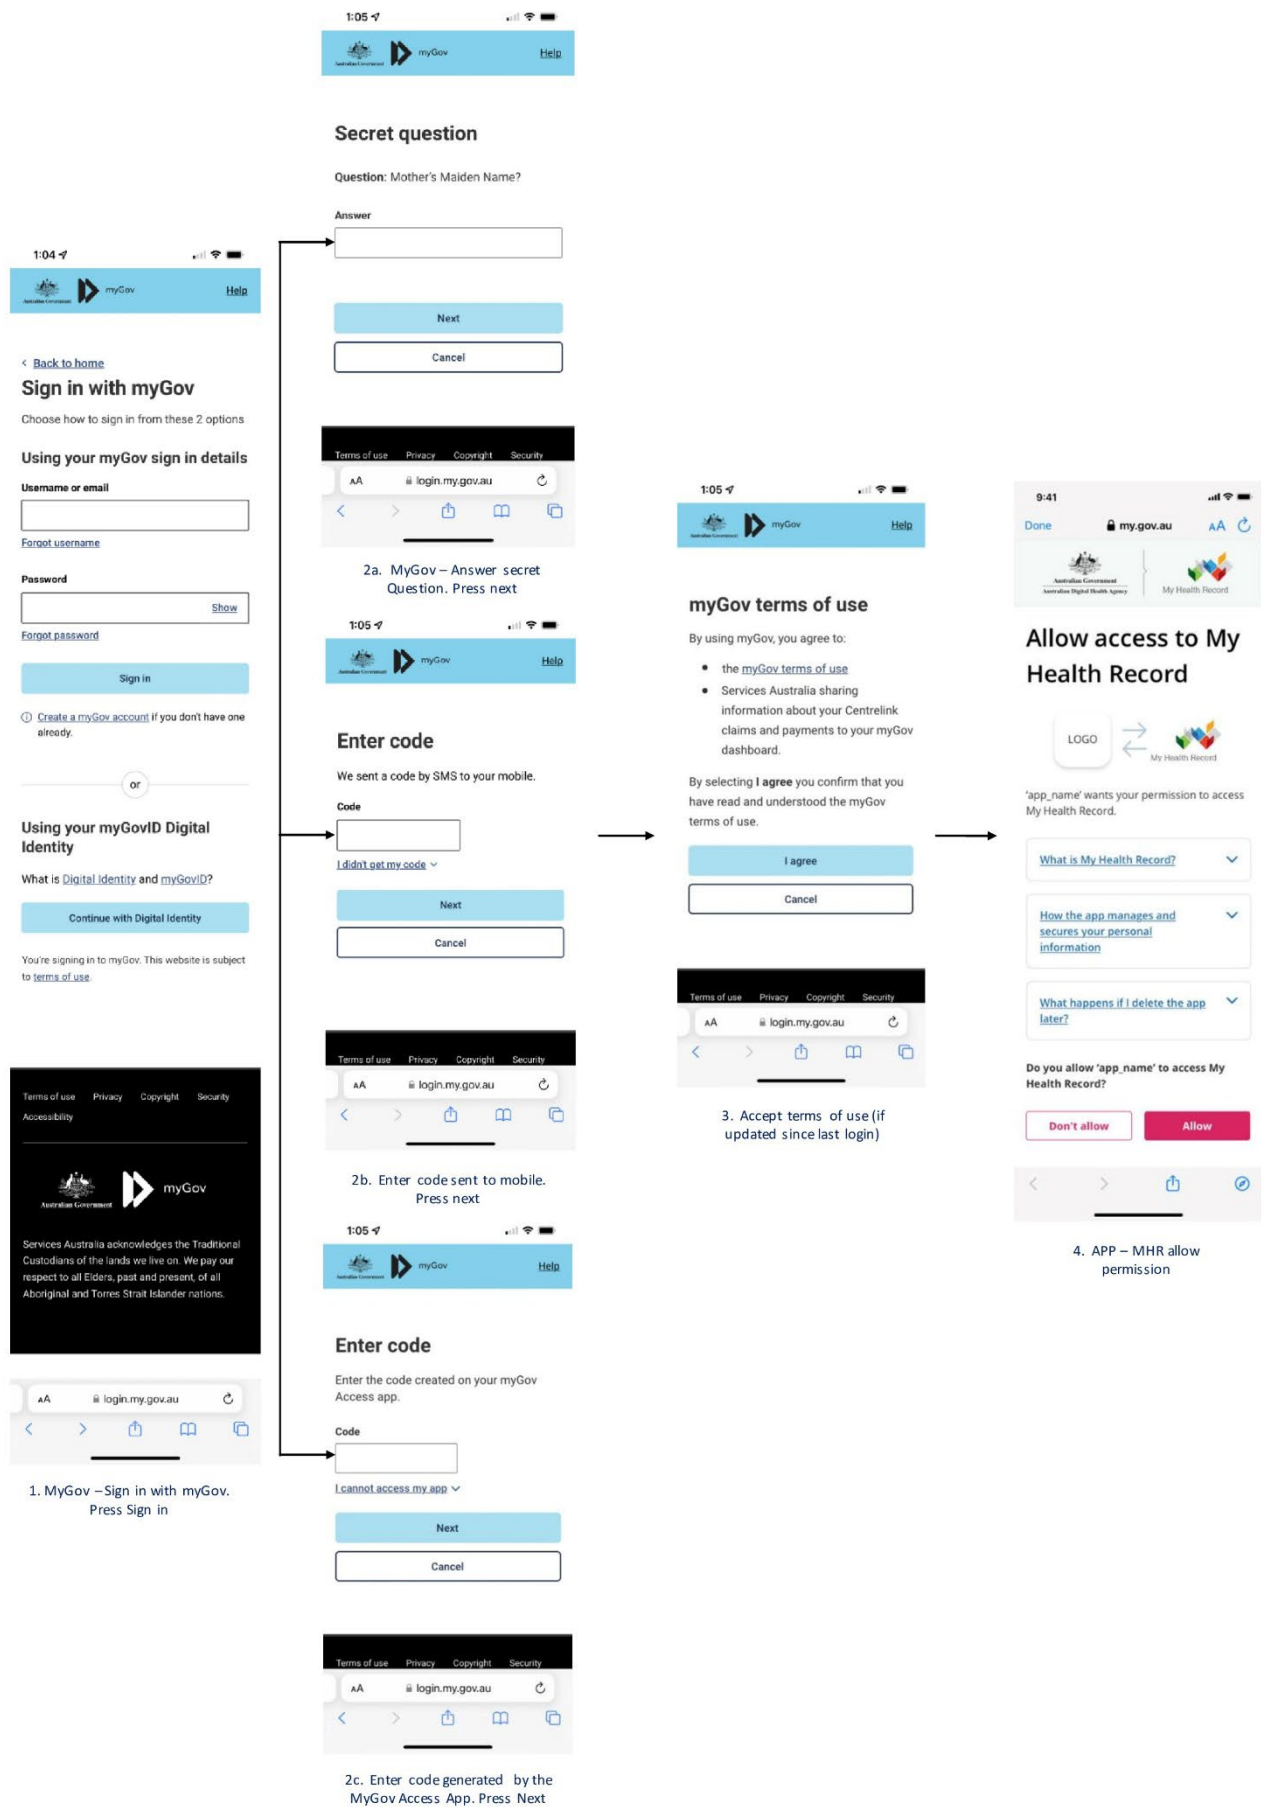 1:04
Australian Government
myGov
Help
< Back to home
Sign in with myGov
Choose how to sign in from these 2 options
Using your myGov sign in details
Username or email
Forgot username
Password
Show
Forgot password
Sign in
Create a myGov account if you don't have one
already.
or
Using your myGovID Digital
Identity
What is Digital Identity and myGovID?
Continue with Digital Identity
You're signing in to myGov. This website is subject
to terms of use.
Terms of use Privacy Copyright Security
Accessibility
Australian Government
myGov
Services Australia acknowledges the Traditional
Custodians of the lands we live on. We pay our
respect to all Elders, past and present, of all
Aboriginal and Torres Strait Islander nations.
AA login.my.gov.au
1. MyGov – Sign in with myGov.
Press Sign in
1:05
Australian Government
myGov
Help
Secret question
Question: Mother's Maiden Name?
Answer
Next
Cancel
Terms of use Privacy Copyright Security
AA login.my.gov.au
2a. MyGov – Answer secret
Question. Press next
1:05
Australian Government
myGov
Help
Enter code
We sent a code by SMS to your mobile.
Code
I didn't get my code
Next
Cancel
Terms of use Privacy Copyright Security
AA login.my.gov.au
2b. Enter code sent to mobile.
Press next
1:05
Australian Government
myGov
Help
Enter code
Enter the code created on your myGov
Access app.
Code
I cannot access my app
Next
Cancel
Terms of use Privacy Copyright Security
AA login.my.gov.au
2c. Enter code generated by the
MyGov Access App. Press Next
1:05
Australian Government
myGov
Help
myGov terms of use
By using myGov, you agree to:
• the myGov terms of use
• Services Australia sharing
information about your Centrelink
claims and payments to your myGov
dashboard.
By selecting I agree you confirm that you
have read and understood the myGov
terms of use.
I agree
Cancel
Terms of use Privacy Copyright Security
AA login.my.gov.au
3. Accept terms of use (if
updated since last login)
9:41
Done my.gov.au AA
Australian Government
Australian Digital Health Agency
My Health Record
Allow access to My
Health Record
LOGO
My Health Record
'app_name' wants your permission to access
My Health Record.
What is My Health Record?
How the app manages and
secures your personal
information
What happens if I delete the app
later?
Do you allow 'app_name' to access My
Health Record?
Don't allow
Allow
4. APP – MHR allow
permission